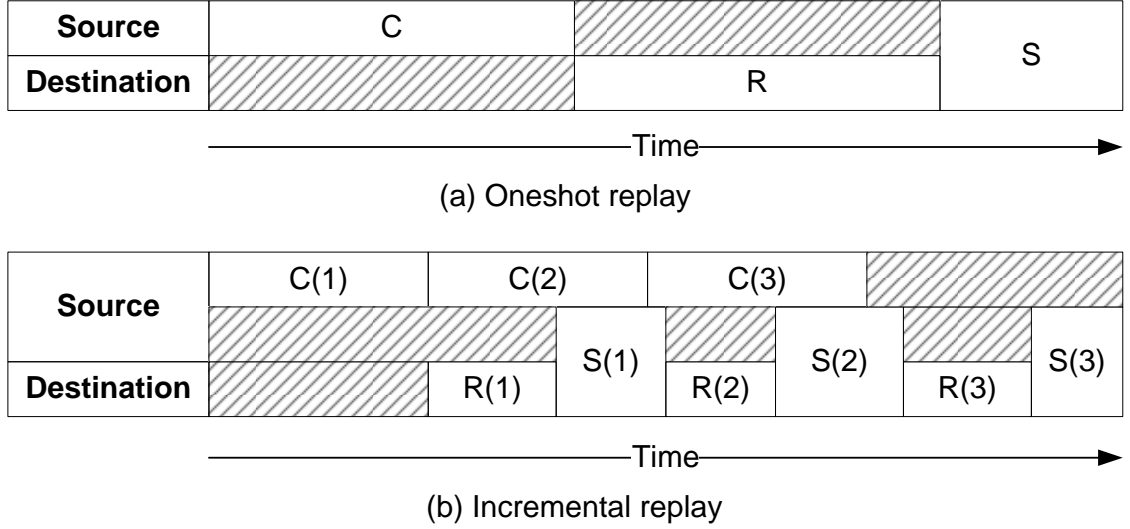 Source C
S
Destination R
Time
(a) Oneshot replay
C(1) C(2) C(3)
Source
S(1) S(2) S(3)
Destination R(1) R(2) R(3)
Time
(b) Incremental replay